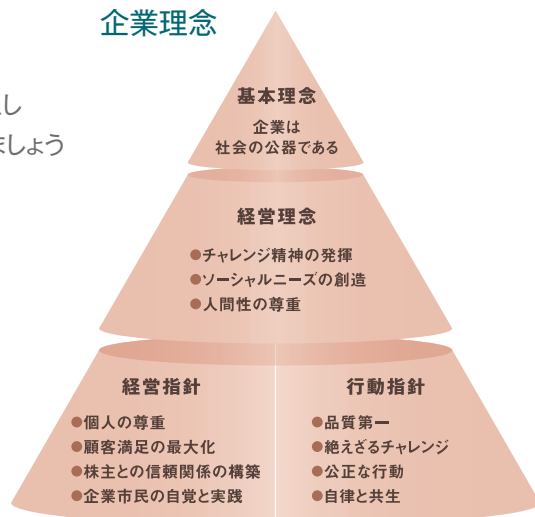 企業理念
し
ましょう
基本理念
企業は
社会の公器である
経営理念
●チャレンジ精神の発揮
●ソーシャルニーズの創造
●人間性の尊重
経営指針
●個人の尊重
●顧客満足の最大化
●株主との信頼関係の構築
●企業市民の自覚と実践
行動指針
●品質第一
●絶えざるチャレンジ
●公正な行動
●自律と共生